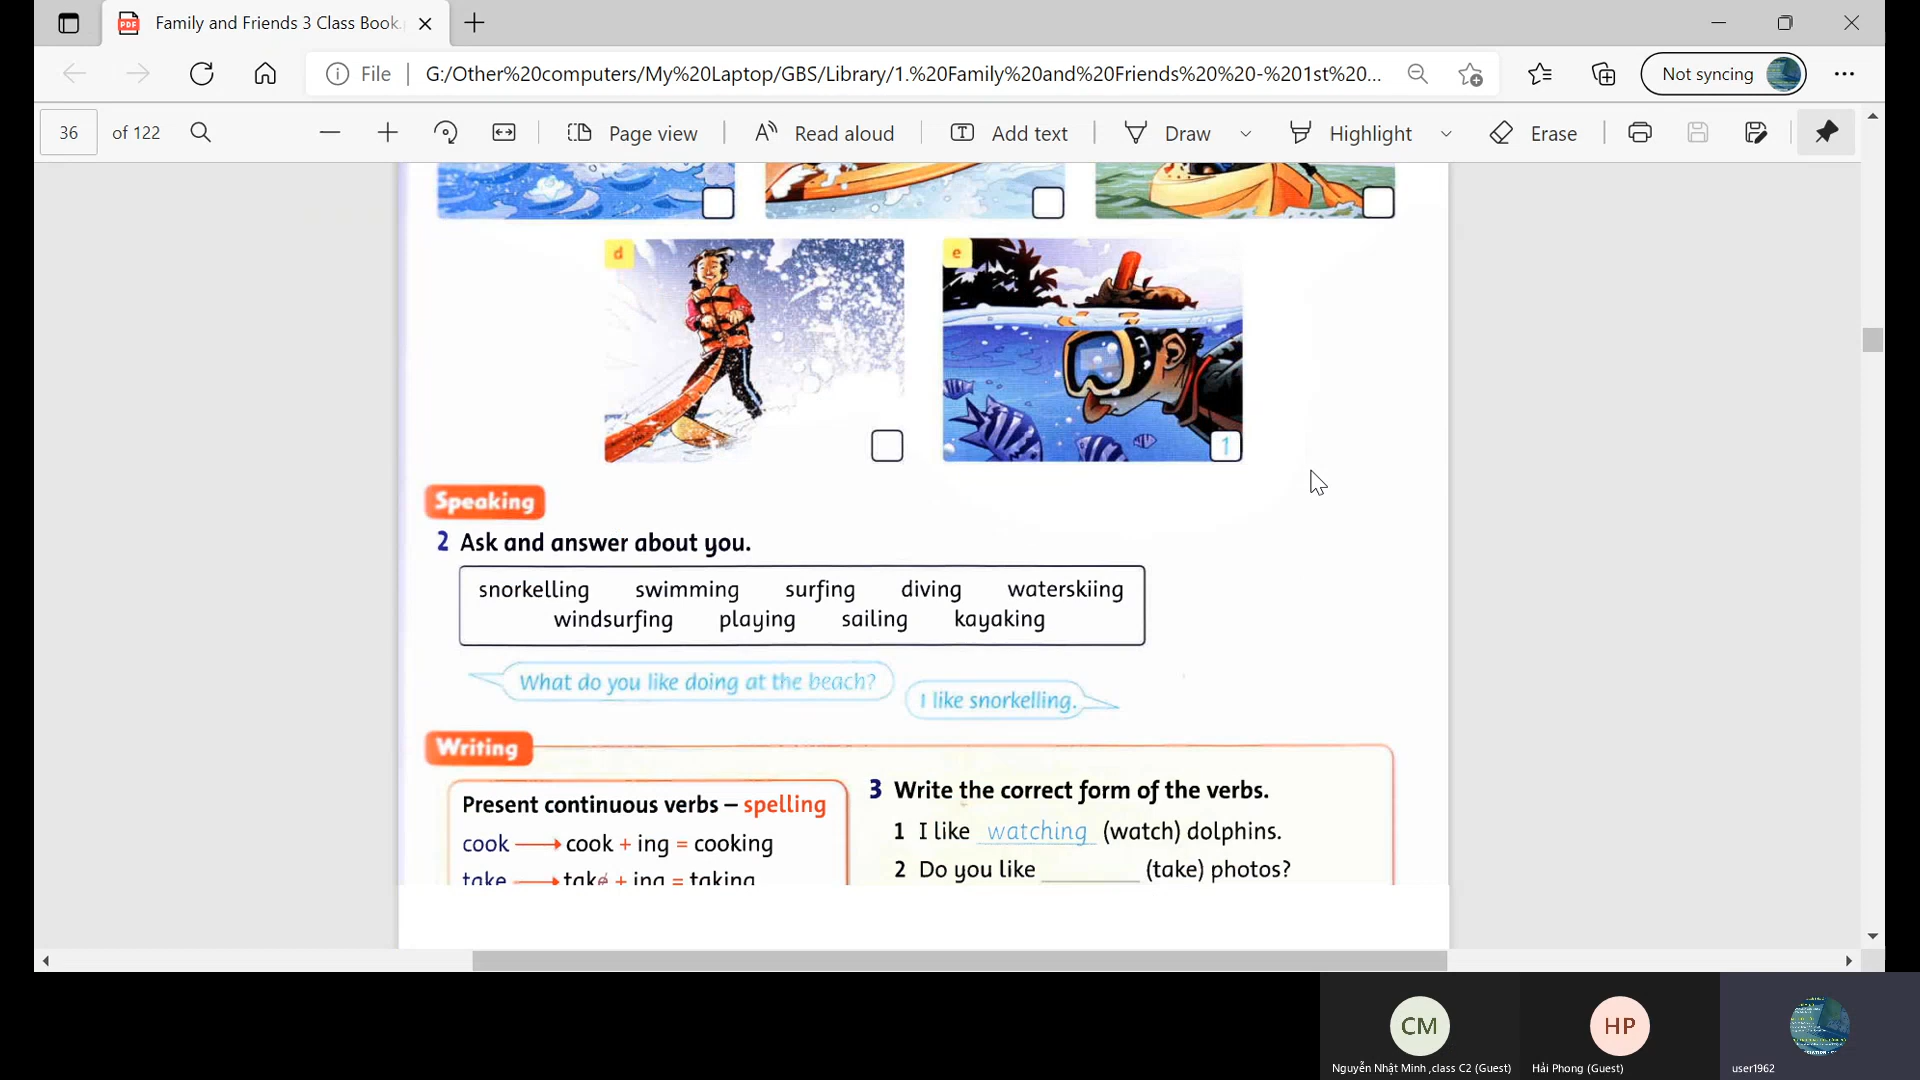 Family and Friends 3 Class Book.
File
G:/Other%20computers/My%20Laptop/GBS/Library/1.%20Family%20and%20Friends%20%20-%201st%20...
Not syncing
36 of 122
Page view
Read aloud
Add text
Draw
Highlight
Erase
d
e
1
Speaking
2 Ask and answer about you.
snorkelling swimming surfing diving waterskiing
windsurfing playing sailing kayaking
What do you like doing at the beach?
I like snorkelling.
Writing
Present continuous verbs – spelling
cook → cook + ing = cooking
take → take + ing = taking
3 Write the correct form of the verbs.
1 I like watching (watch) dolphins.
2 Do you like ________ (take) photos?
CM
HP
Nguyễn Nhật Minh ,class C2 (Guest)
Hải Phong (Guest)
user1962